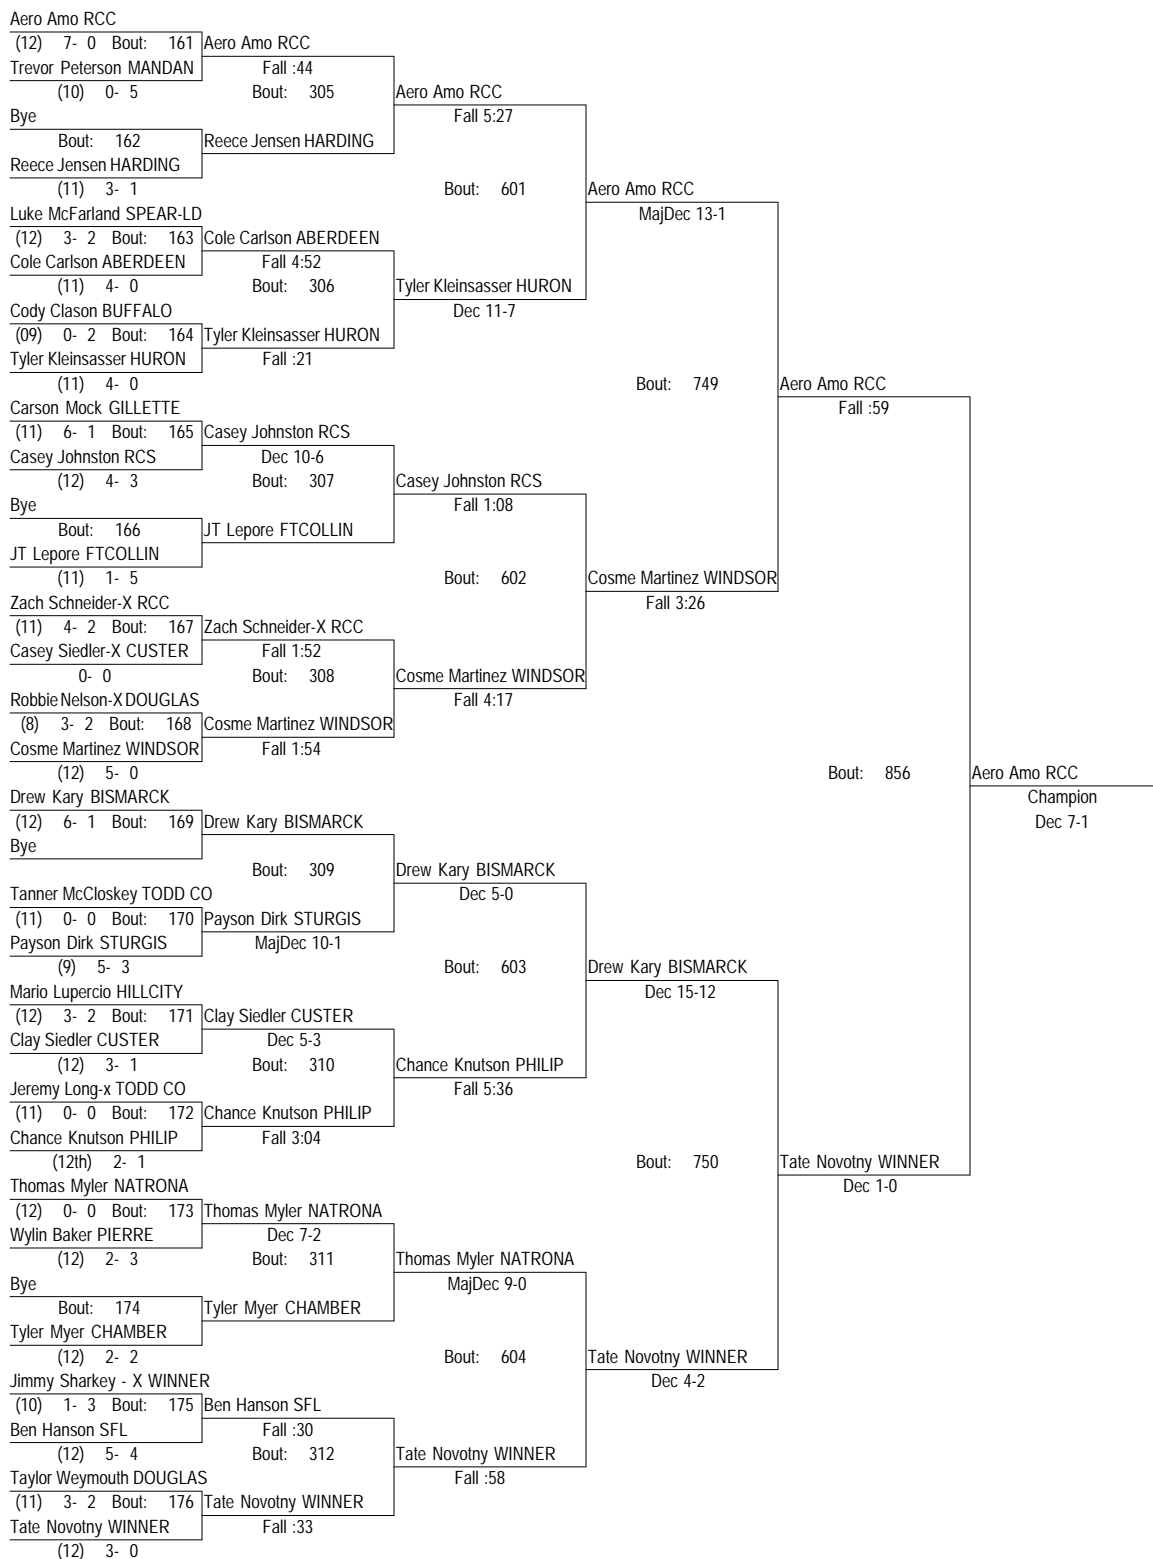 Aero Amo RCC
(12) 7- 0 Bout: 161 Aero Amo RCC
Trevor Peterson MANDAN Fall :44
(10) 0- 5 Bout: 305 Aero Amo RCC
Bye Fall 5:27
Bout: 162 Reece Jensen HARDING
Reece Jensen HARDING
(11) 3- 1 Bout: 601 Aero Amo RCC
Luke McFarland SPEAR-LD MajDec 13-1
(12) 3- 2 Bout: 163 Cole Carlson ABERDEEN
Cole Carlson ABERDEEN Fall 4:52
(11) 4- 0 Bout: 306 Tyler Kleinsasser HURON
Cody Clason BUFFALO Dec 11-7
(09) 0- 2 Bout: 164 Tyler Kleinsasser HURON
Tyler Kleinsasser HURON Fall :21
(11) 4- 0 Bout: 749 Aero Amo RCC
Carson Mock GILLETTE Fall :59
(11) 6- 1 Bout: 165 Casey Johnston RCS
Casey Johnston RCS Dec 10-6
(12) 4- 3 Bout: 307 Casey Johnston RCS
Bye Fall 1:08
Bout: 166 JT Lepore FTCOLLIN
JT Lepore FTCOLLIN
(11) 1- 5 Bout: 602 Cosme Martinez WINDSOR
Zach Schneider-X RCC Fall 3:26
(11) 4- 2 Bout: 167 Zach Schneider-X RCC
Casey Siedler-X CUSTER Fall 1:52
0- 0 Bout: 308 Cosme Martinez WINDSOR
Robbie Nelson-X DOUGLAS Fall 4:17
(8) 3- 2 Bout: 168 Cosme Martinez WINDSOR
Cosme Martinez WINDSOR Fall 1:54
(12) 5- 0 Bout: 856 Aero Amo RCC
Drew Kary BISMARCK Champion
(12) 6- 1 Bout: 169 Drew Kary BISMARCK Dec 7-1
Bye
Bout: 309 Drew Kary BISMARCK
Tanner McCloskey TODD CO Dec 5-0
(11) 0- 0 Bout: 170 Payson Dirk STURGIS
Payson Dirk STURGIS MajDec 10-1
(9) 5- 3 Bout: 603 Drew Kary BISMARCK
Mario Lupercio HILLCITY Dec 15-12
(12) 3- 2 Bout: 171 Clay Siedler CUSTER
Clay Siedler CUSTER Dec 5-3
(12) 3- 1 Bout: 310 Chance Knutson PHILIP
Jeremy Long-x TODD CO Fall 5:36
(11) 0- 0 Bout: 172 Chance Knutson PHILIP
Chance Knutson PHILIP Fall 3:04
(12th) 2- 1 Bout: 750 Tate Novotny WINNER
Thomas Myler NATRONA Dec 1-0
(12) 0- 0 Bout: 173 Thomas Myler NATRONA
Wylin Baker PIERRE Dec 7-2
(12) 2- 3 Bout: 311 Thomas Myler NATRONA
Bye MajDec 9-0
Bout: 174 Tyler Myer CHAMBER
Tyler Myer CHAMBER
(12) 2- 2 Bout: 604 Tate Novotny WINNER
Jimmy Sharkey - X WINNER Dec 4-2
(10) 1- 3 Bout: 175 Ben Hanson SFL
Ben Hanson SFL Fall :30
(12) 5- 4 Bout: 312 Tate Novotny WINNER
Taylor Weymouth DOUGLAS Fall :58
(11) 3- 2 Bout: 176 Tate Novotny WINNER
Tate Novotny WINNER Fall :33
(12) 3- 0